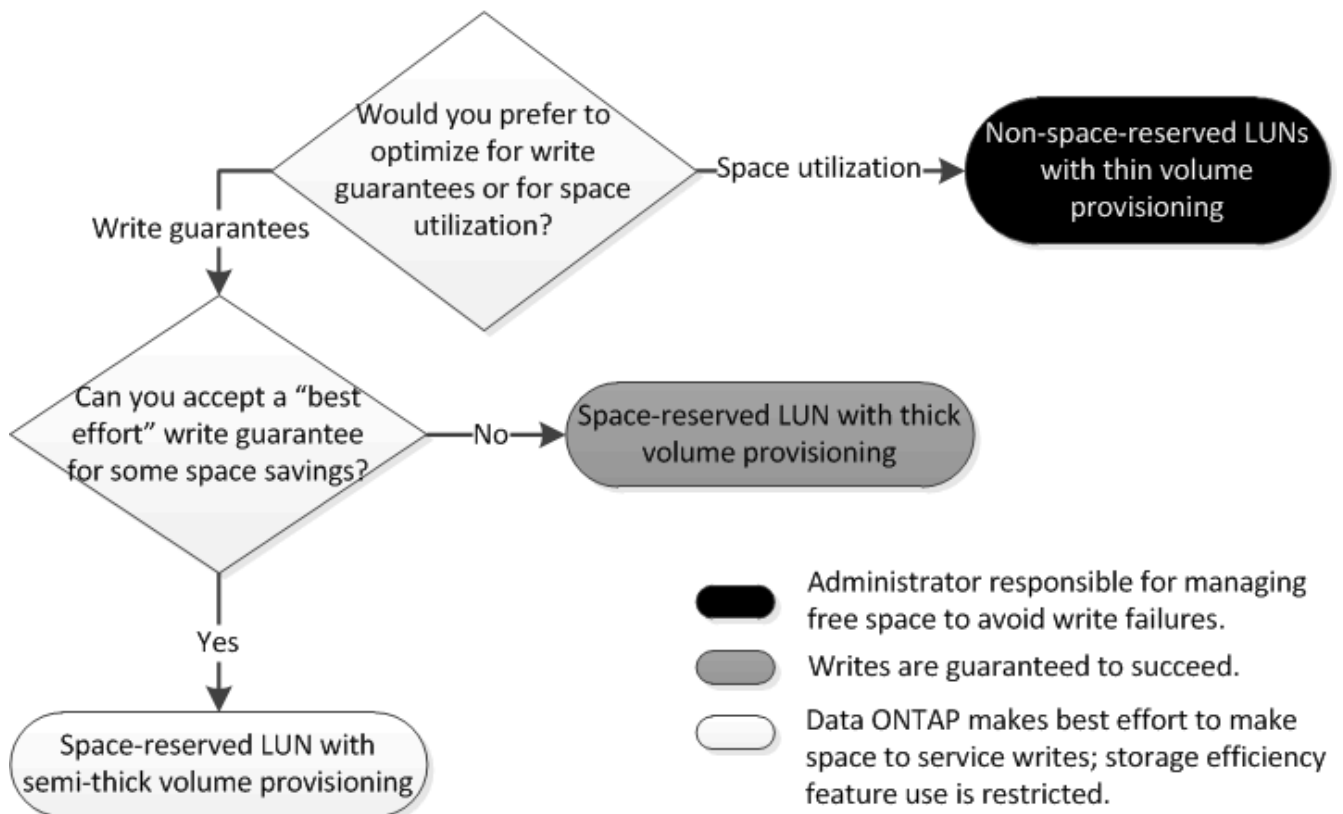 Would you prefer to
optimize for write
guarantees or for space
utilization?
Space utilization
Non-space-reserved LUNs
with thin volume
provisioning
Write guarantees
Can you accept a “best
effort” write guarantee
for some space savings?
No
Space-reserved LUN with thick
volume provisioning
Yes
Space-reserved LUN with
semi-thick volume provisioning
Administrator responsible for managing
free space to avoid write failures.
Writes are guaranteed to succeed.
Data ONTAP makes best effort to make
space to service writes; storage efficiency
feature use is restricted.